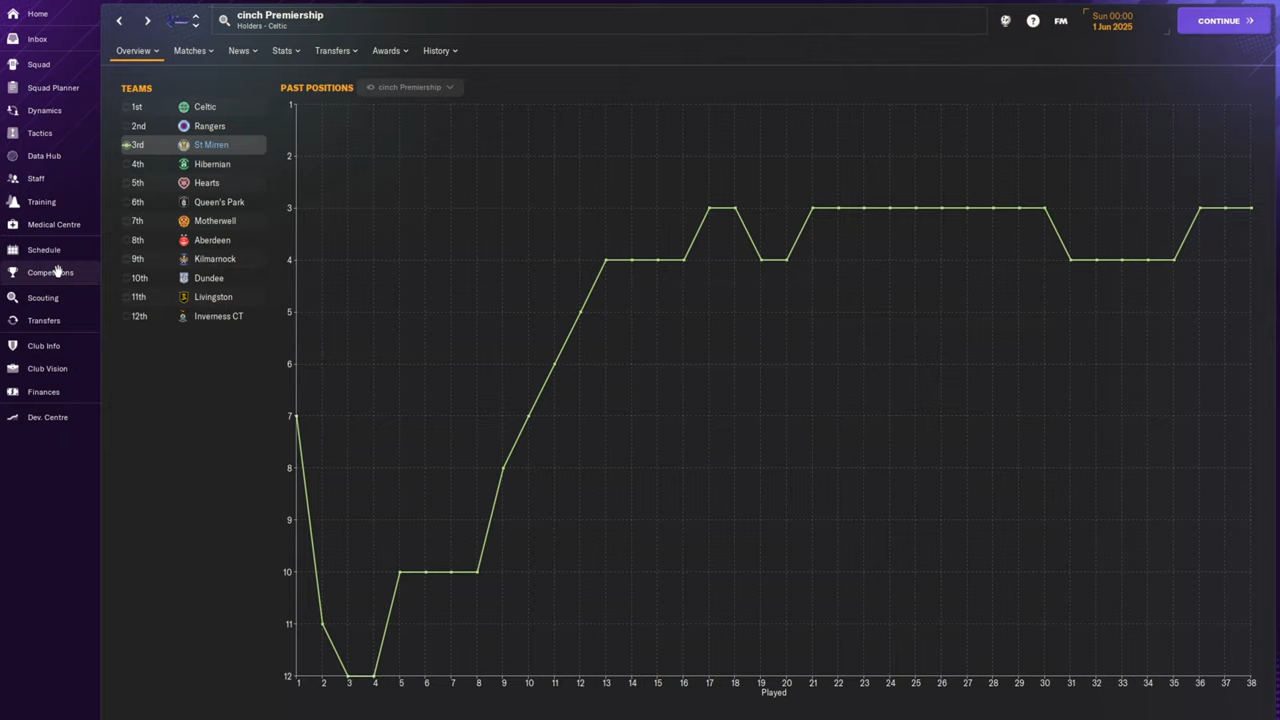 Home
Inbox
Squad
Squad Planner
Dynamics
Tactics
Data Hub
Staff
Training
Medical Centre
Schedule
Scouting
Transfers
Club Info
Club Vision
Finances
Dev. Centre
cinch Premiership
Holders - Celtic
FM
Sun 00:00
1 Jun 2025
CONTINUE
Overview Matches News Stats Transfers Awards History
TEAMS
1st Celtic
2nd Rangers
3rd St Mirren
4th Hibernian
5th Hearts
6th Queen's Park
7th Motherwell
8th Aberdeen
9th Kilmarnock
10th Dundee
11th Livingston
12th Inverness CT
PAST POSITIONS cinch Premiership
1
2
3
4
5
6
7
8
9
10
11
12
1 2 3 4 5 6 7 8 9 10 11 12 13 14 15 16 17 18 19 20 21 22 23 24 25 26 27 28 29 30 31 32 33 34 35 36 37 38
Played